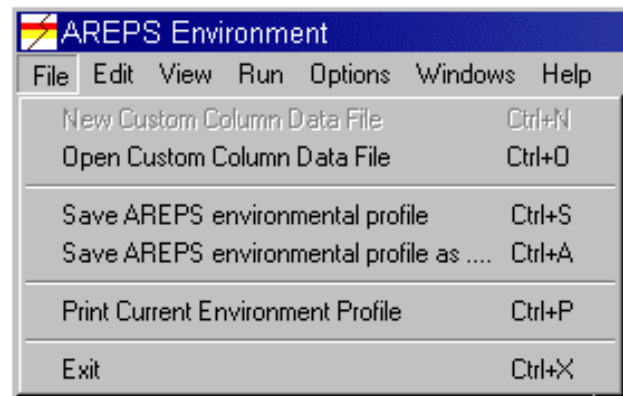 AREPS Environment
File Edit View Run Options Windows Help
New Custom Column Data File Ctrl+N
Open Custom Column Data File Ctrl+O
Save AREPS environmental profile Ctrl+S
Save AREPS environmental profile as .... Ctrl+A
Print Current Environment Profile Ctrl+P
Exit Ctrl+X